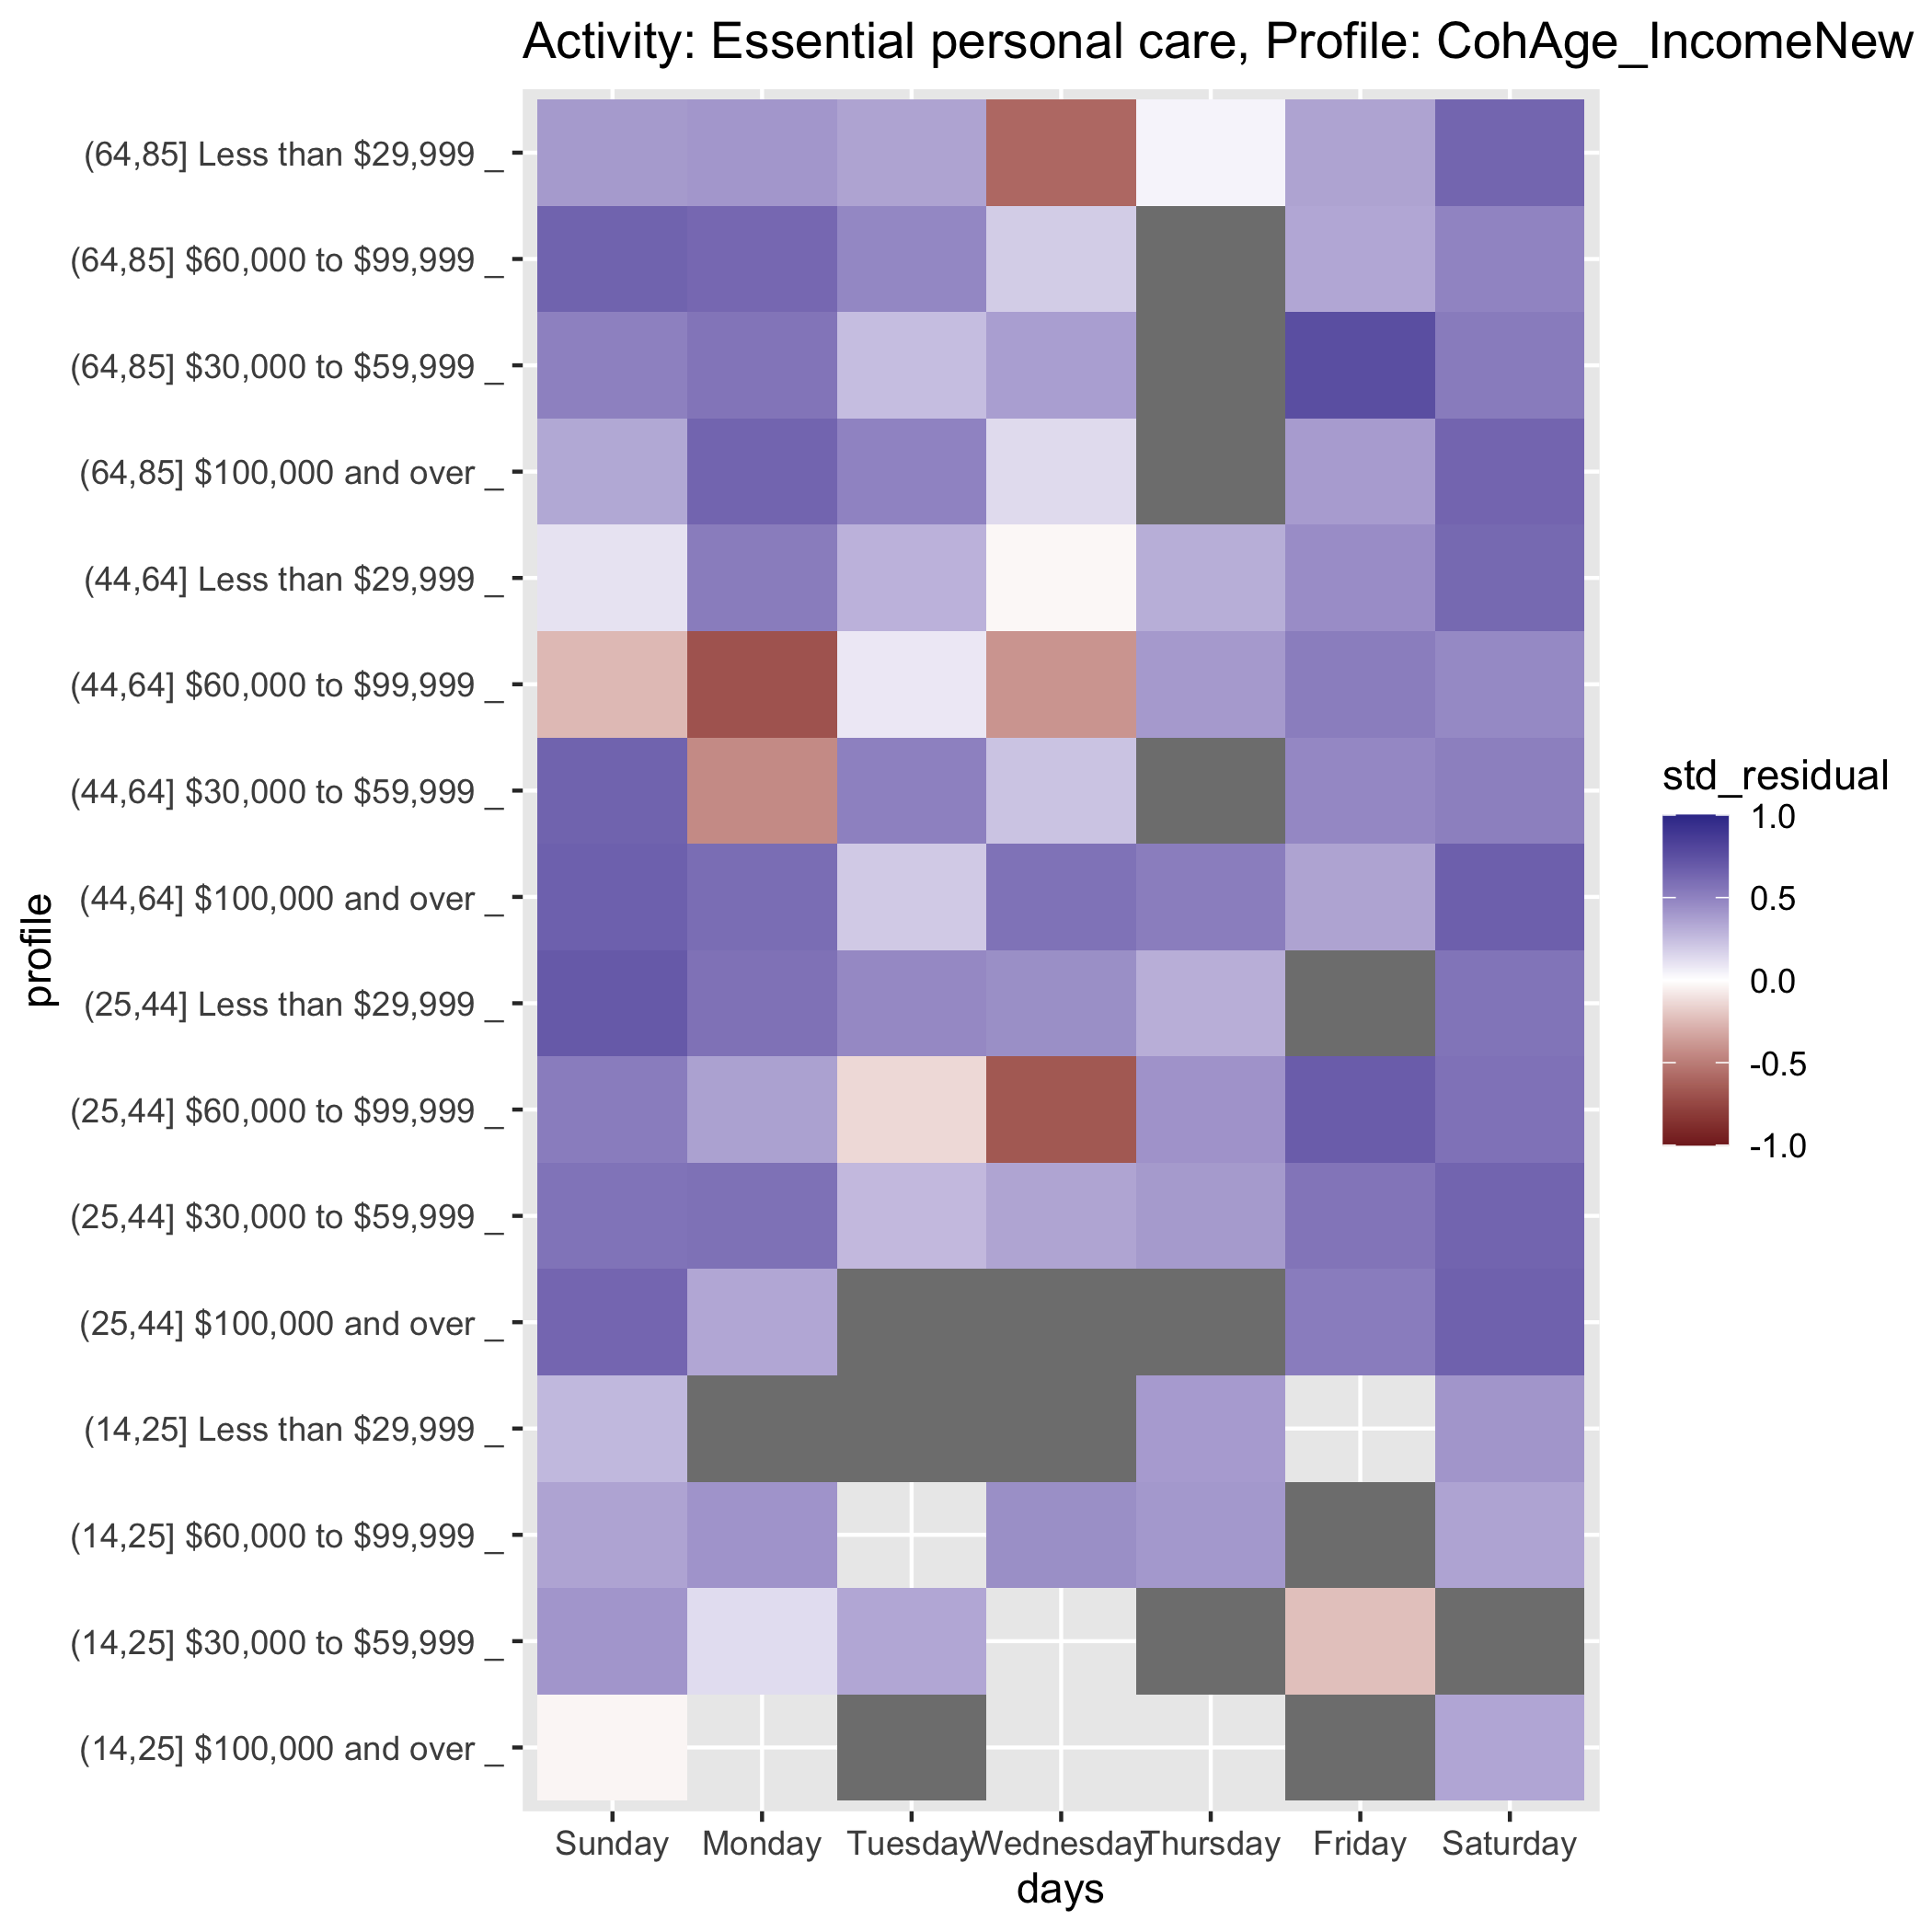 Activity: Essential personal care, Profile: CohAge_IncomeNew
profile
(64,85] Less than $29,999 _
(64,85] $60,000 to $99,999 _
(64,85] $30,000 to $59,999 _
(64,85] $100,000 and over _
(44,64] Less than $29,999 _
(44,64] $60,000 to $99,999 _
(44,64] $30,000 to $59,999 _
(44,64] $100,000 and over _
(25,44] Less than $29,999 _
(25,44] $60,000 to $99,999 _
(25,44] $30,000 to $59,999 _
(25,44] $100,000 and over _
(14,25] Less than $29,999 _
(14,25] $60,000 to $99,999 _
(14,25] $30,000 to $59,999 _
(14,25] $100,000 and over _
Sunday Monday Tuesday Wednesday Thursday Friday Saturday
days
std_residual
1.0
0.5
0.0
-0.5
-1.0